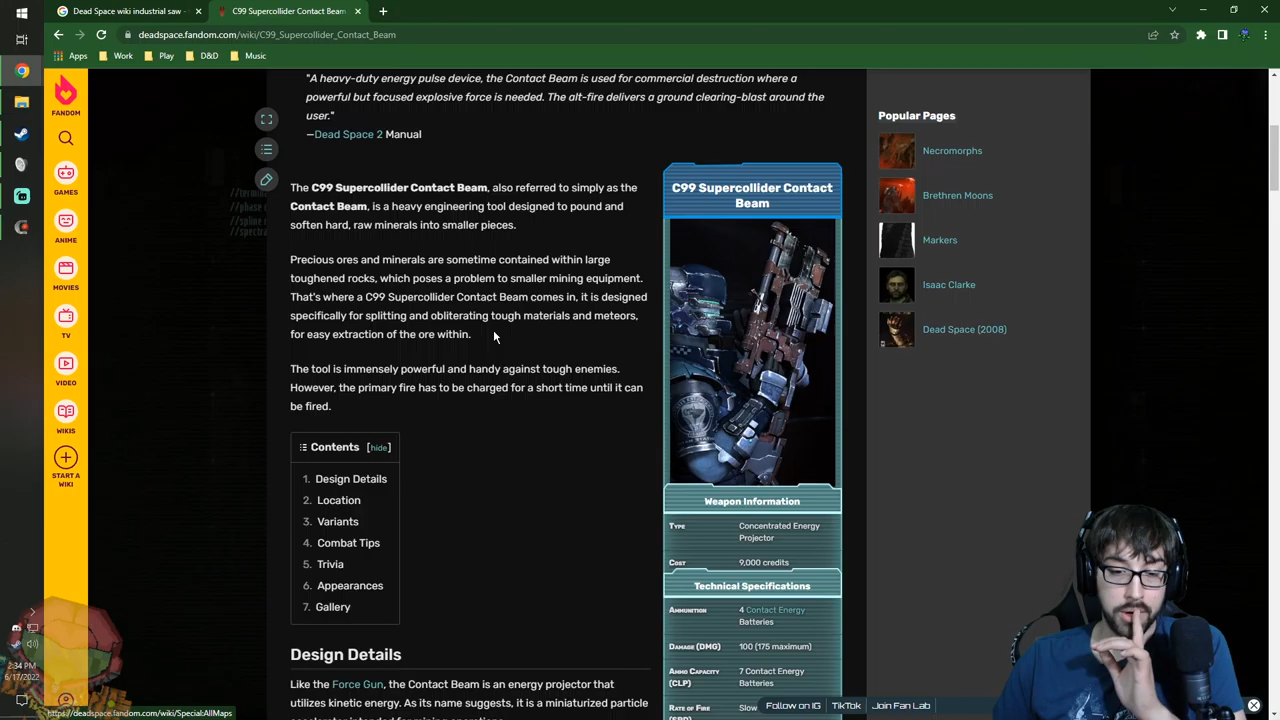 Dead Space wiki industrial saw -
C99 Supercollider Contact Beam
deadspace.fandom.com/wiki/C99_Supercollider_Contact_Beam
Apps Work Play D&D Music
FANDOM
GAMES
ANIME
MOVIES
TV
VIDEO
WIKIS
START A
WIKI
"A heavy-duty energy pulse device, the Contact Beam is used for commercial destruction where a
powerful but focused explosive force is needed. The alt-fire delivers a ground clearing-blast around the
user."
—Dead Space 2 Manual
The C99 Supercollider Contact Beam, also referred to simply as the
Contact Beam, is a heavy engineering tool designed to pound and
soften hard, raw minerals into smaller pieces.
Precious ores and minerals are sometime contained within large
toughened rocks, which poses a problem to smaller mining equipment.
That's where a C99 Supercollider Contact Beam comes in, it is designed
specifically for splitting and obliterating tough materials and meteors,
for easy extraction of the ore within.
The tool is immensely powerful and handy against tough enemies.
However, the primary fire has to be charged for a short time until it can
be fired.
Contents [hide]
1. Design Details
2. Location
3. Variants
4. Combat Tips
5. Trivia
6. Appearances
7. Gallery
Design Details
Like the Force Gun, the Contact Beam is an energy projector that
utilizes kinetic energy. As its name suggests, it is a miniaturized particle
C99 Supercollider Contact
Beam
Weapon Information
Type Concentrated Energy
Projector
Cost 9,000 credits
Technical Specifications
Ammunition 4 Contact Energy
Batteries
Damage (DMG) 100 (175 maximum)
Ammo Capacity 7 Contact Energy
(CLP) Batteries
Rate of Fire Slow
Popular Pages
Necromorphs
Brethren Moons
Markers
Isaac Clarke
Dead Space (2008)
Follow on IG TikTok Join Fan Lab
2:34 PM
2022
https://deadspace.fandom.com/wiki/Special:AllMaps